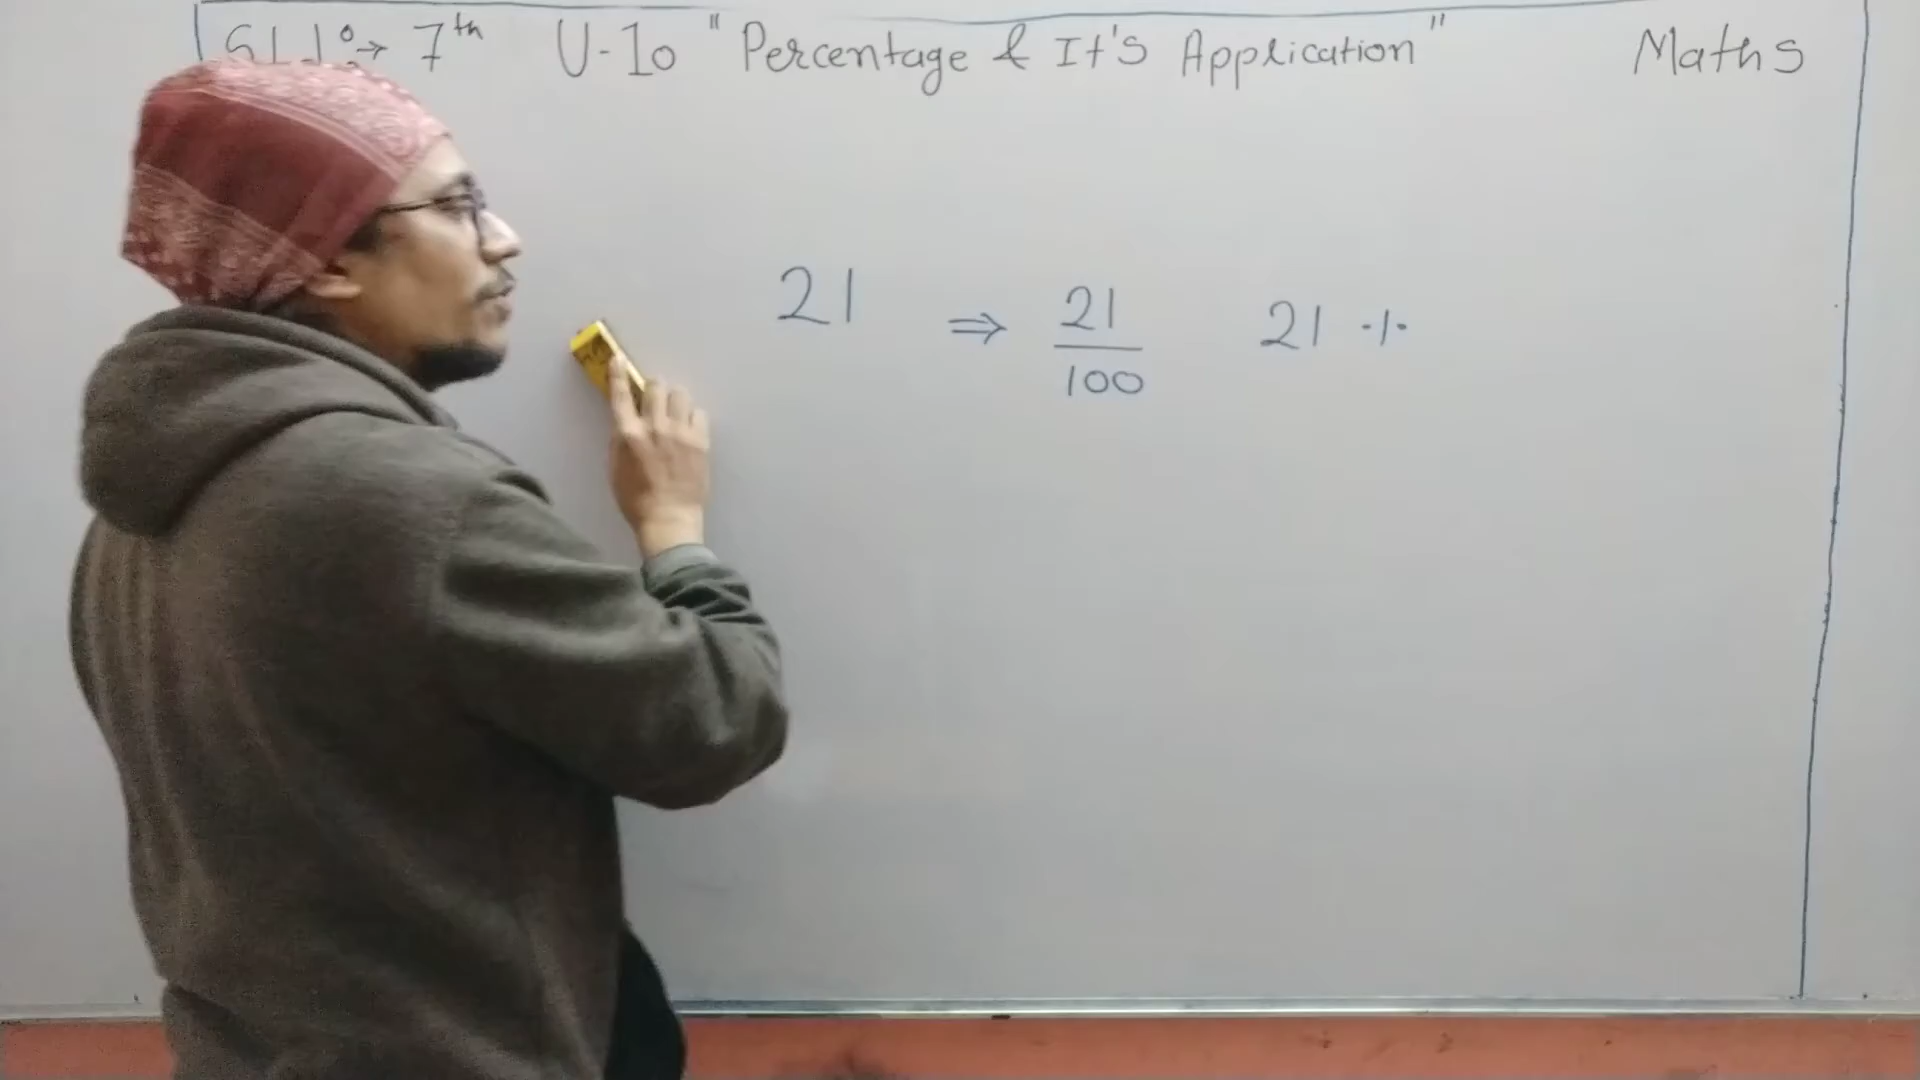 7th U-10 "Percentage & It's Application" Maths
21 ⇒ 21/100 21 %